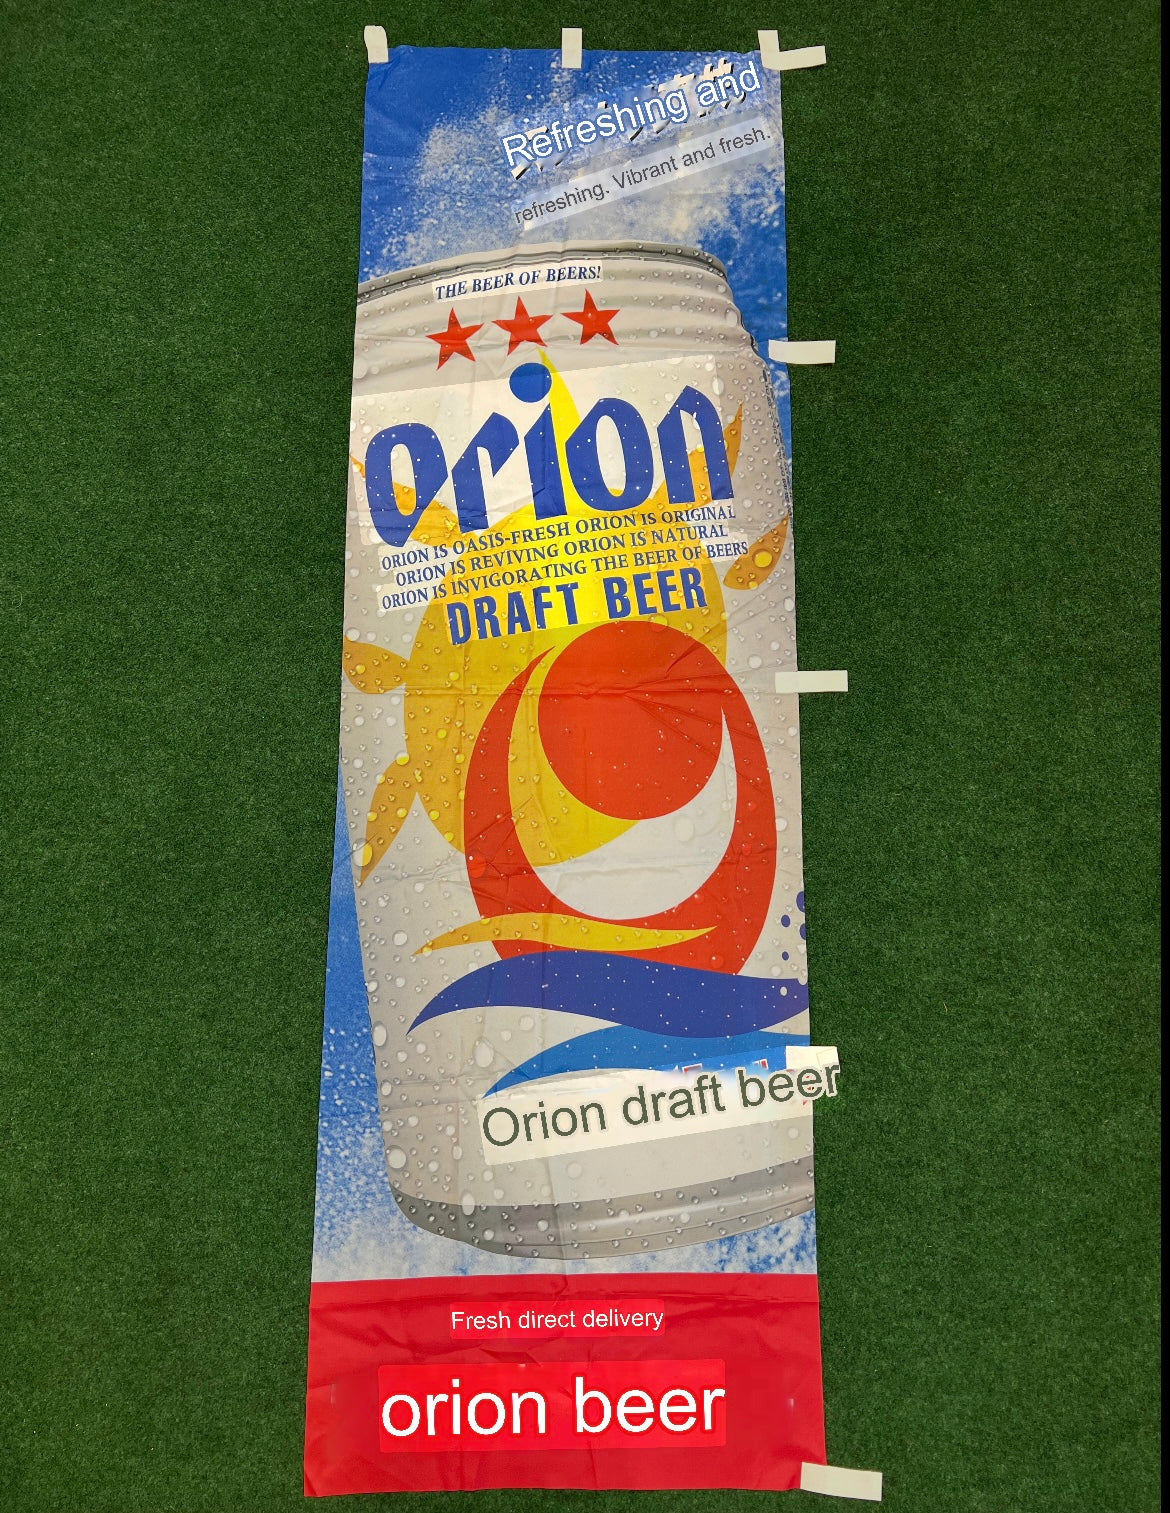 Refreshing and
refreshing. Vibrant and fresh.
THE BEER OF BEERS!
orion
ORION IS OASIS-FRESH ORION IS ORIGINAL
ORION IS REVIVING ORION IS NATURAL
ORION IS INVIGORATING THE BEER OF BEERS
DRAFT BEER
Orion draft beer
Fresh direct delivery
orion beer